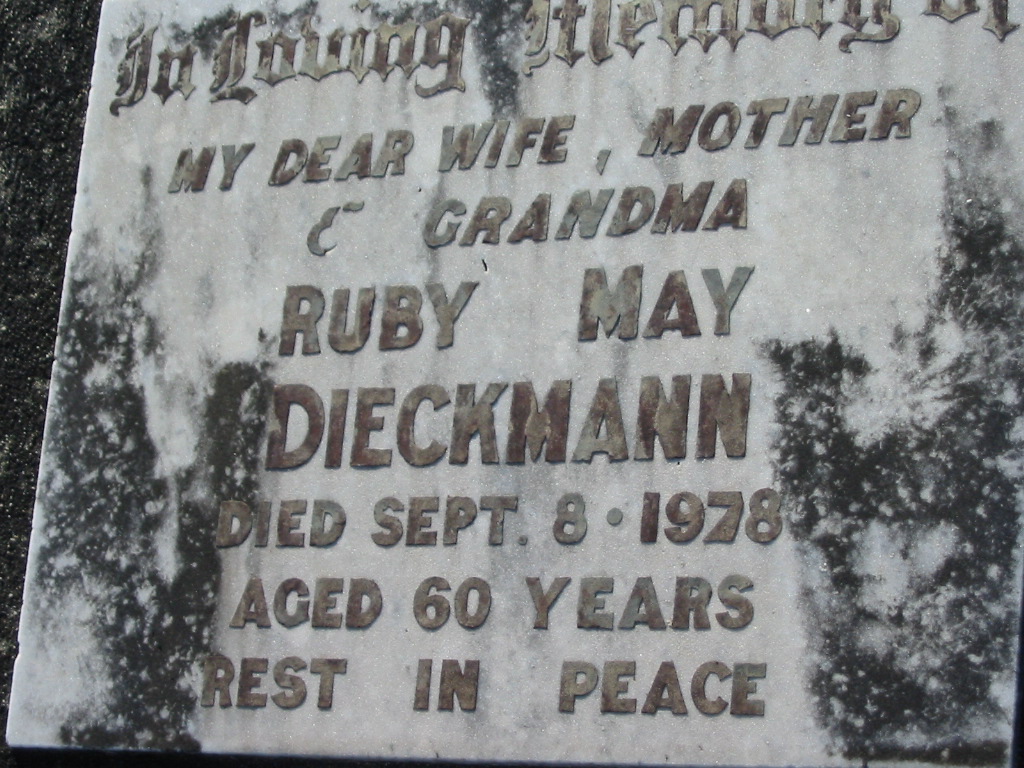 In Loving Memory of
MY DEAR WIFE, MOTHER
& GRANDMA
RUBY MAY
DIECKMANN
DIED SEPT. 8 · 1978
AGED 60 YEARS
REST IN PEACE